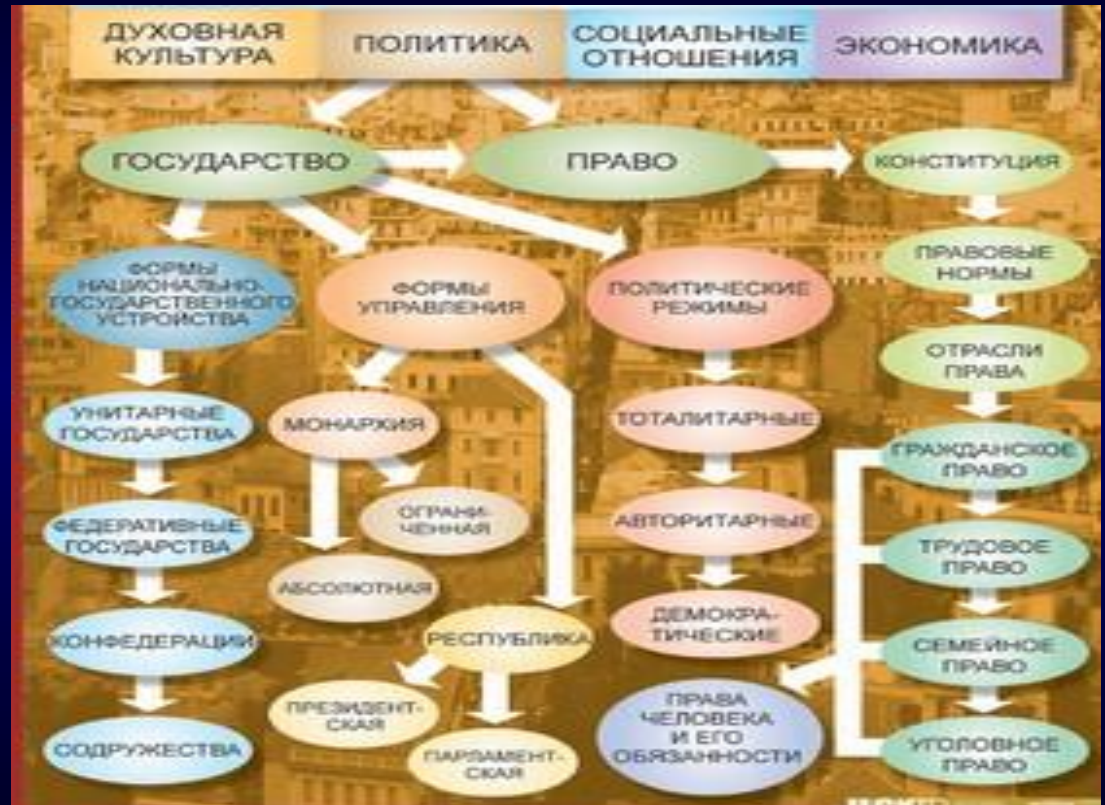 ДУХОВНАЯ
КУЛЬТУРА
ПОЛИТИКА
СОЦИАЛЬНЫЕ
ОТНОШЕНИЯ
ЭКОНОМИКА
ГОСУДАРСТВО
ПРАВО
КОНСТИТУЦИЯ
ФОРМЫ
НАЦИОНАЛЬНО-
ГОСУДАРСТВЕННОГО
УСТРОЙСТВА
ФОРМЫ
УПРАВЛЕНИЯ
ПОЛИТИЧЕСКИЕ
РЕЖИМЫ
ПРАВОВЫЕ
НОРМЫ
ОТРАСЛИ
ПРАВА
УНИТАРНЫЕ
ГОСУДАРСТВА
МОНАРХИЯ
ТОТАЛИТАРНЫЕ
ГРАЖДАНСКОЕ
ПРАВО
ФЕДЕРАТИВНЫЕ
ГОСУДАРСТВА
ОГРАНИ-
ЧЕННАЯ
АВТОРИТАРНЫЕ
ТРУДОВОЕ
ПРАВО
АБСОЛЮТНАЯ
КОНФЕДЕРАЦИИ
РЕСПУБЛИКА
ДЕМОКРА-
ТИЧЕСКИЕ
СЕМЕЙНОЕ
ПРАВО
ПРЕЗИДЕНТ-
СКАЯ
ПРАВА
ЧЕЛОВЕКА
И ЕГО
ОБЯЗАННОСТИ
СОДРУЖЕСТВА
ПАРЛАМЕНТ-
СКАЯ
УГОЛОВНОЕ
ПРАВО